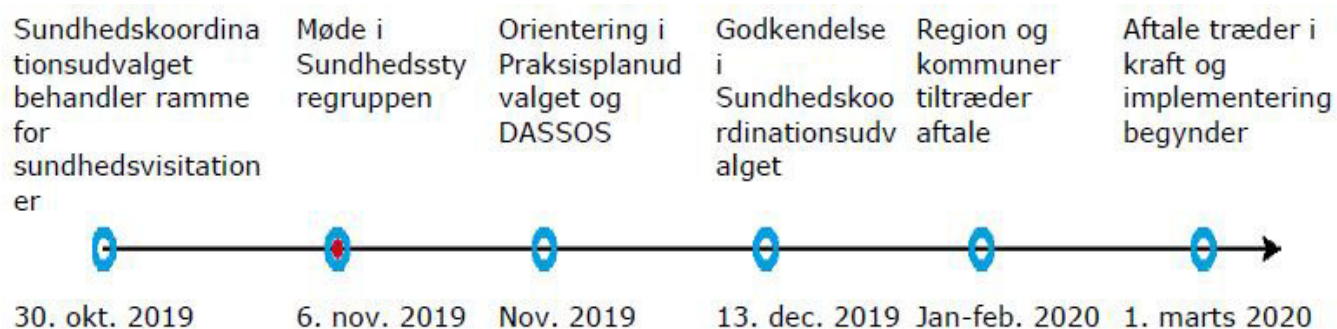 Sundhedskoordina
tionsudvalget
behandler ramme
for
sundhedsvisitation
er
Møde i
Sundhedssty
regruppen
Orientering i
Praksisplanud
valget og
DASSOS
Godkendelse
i
Sundhedskoo
rdinationsudv
alget
Region og
kommuner
tiltræder
aftale
Aftale træder i
kraft og
implementering
begynder
30. okt. 2019
6. nov. 2019
Nov. 2019
13. dec. 2019
Jan-feb. 2020
1. marts 2020